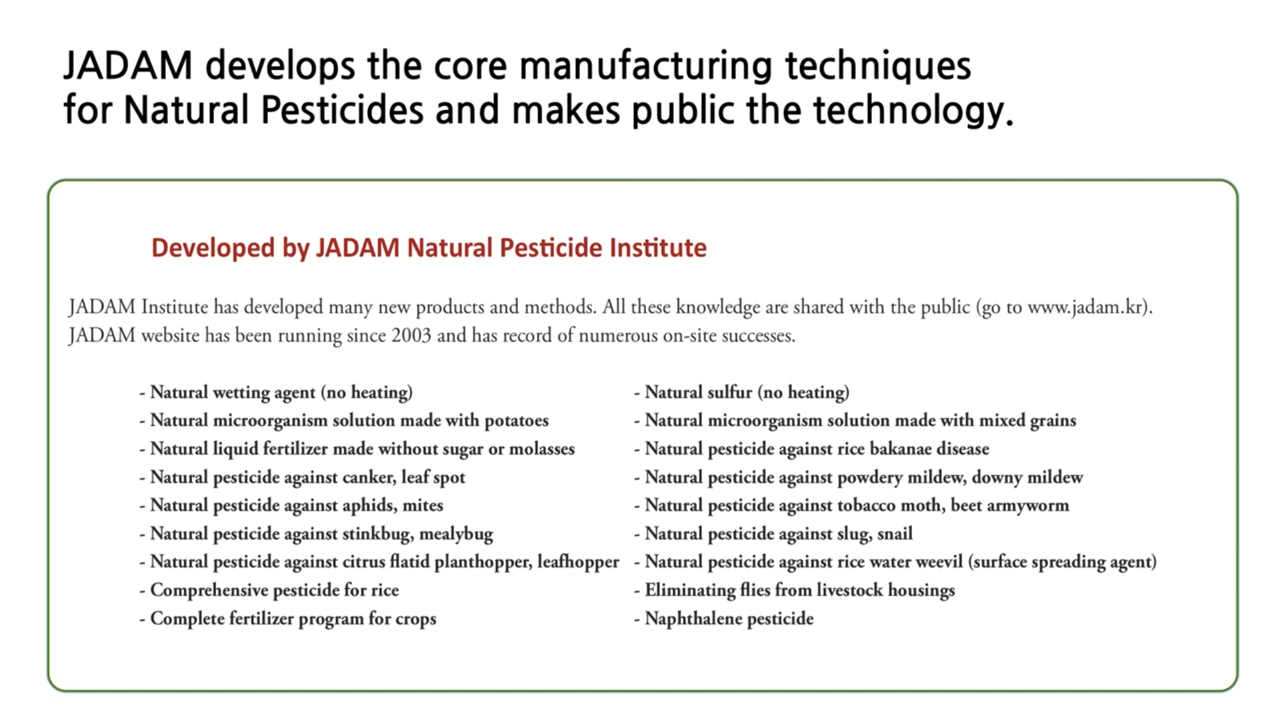 JADAM develops the core manufacturing techniques
for Natural Pesticides and makes public the technology.
Developed by JADAM Natural Pesticide Institute
JADAM Institute has developed many new products and methods. All these knowledge are shared with the public (go to www.jadam.kr).
JADAM website has been running since 2003 and has record of numerous on-site successes.
- Natural wetting agent (no heating)
- Natural microorganism solution made with potatoes
- Natural liquid fertilizer made without sugar or molasses
- Natural pesticide against canker, leaf spot
- Natural pesticide against aphids, mites
- Natural pesticide against stinkbug, mealybug
- Natural pesticide against citrus flatid planthopper, leafhopper
- Comprehensive pesticide for rice
- Complete fertilizer program for crops
- Natural sulfur (no heating)
- Natural microorganism solution made with mixed grains
- Natural pesticide against rice bakanae disease
- Natural pesticide against powdery mildew, downy mildew
- Natural pesticide against tobacco moth, beet armyworm
- Natural pesticide against slug, snail
- Natural pesticide against rice water weevil (surface spreading agent)
- Eliminating flies from livestock housings
- Naphthalene pesticide